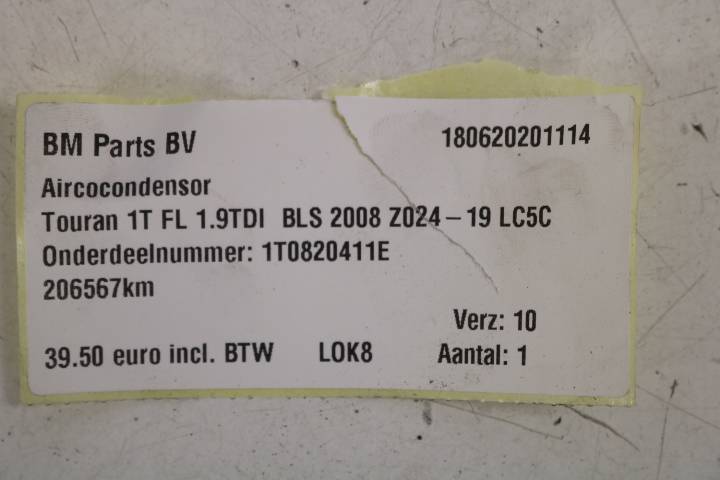 BM Parts BV 180620201114
Aircocondensor
Touran 1T FL 1.9TDI BLS 2008 Z024-19 LC5C
Onderdeelnummer: 1T0820411E
206567km
Verz: 10
39.50 euro incl. BTW LOK8 Aantal: 1